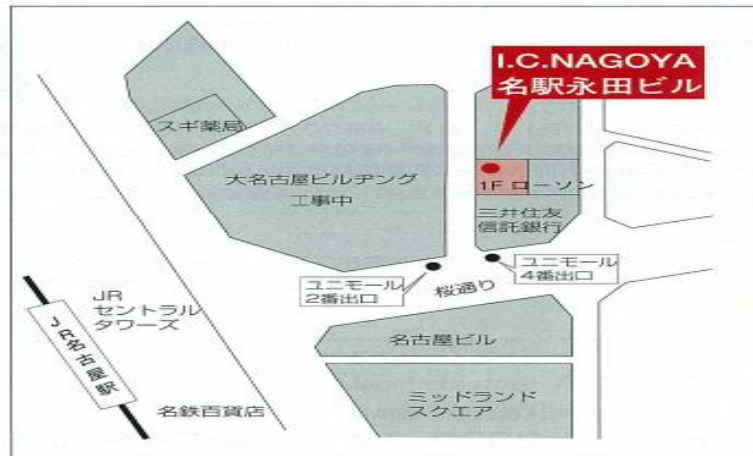 I.C.NAGOYA
名駅永田ビル
スギ薬局
大名古屋ビルヂング
工事中
1F ローソン
三井住友
信託銀行
ユニモール
2番出口
ユニモール
4番出口
桜通り
JR
セントラル
タワーズ
JR名古屋駅
名古屋ビル
名鉄百貨店
ミッドランド
スクエア